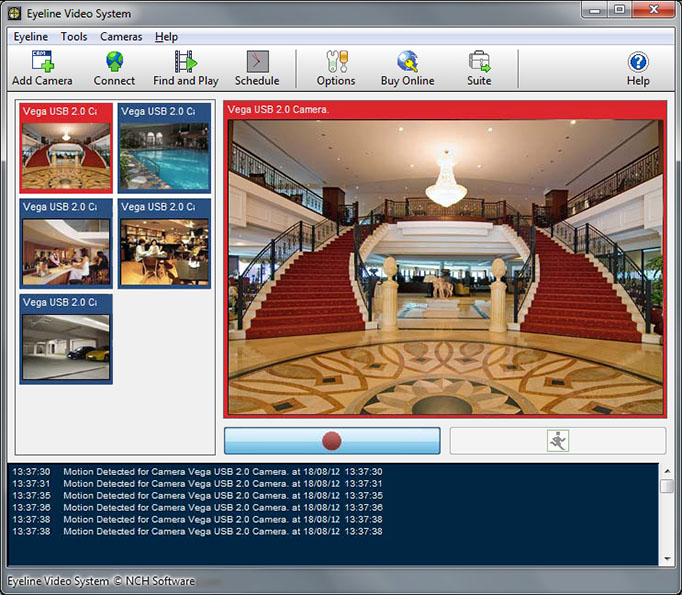 Eyeline Video System
Eyeline Tools Cameras Help
Add Camera Connect Find and Play Schedule Options Buy Online Suite Help
Vega USB 2.0 Ca Vega USB 2.0 Ca Vega USB 2.0 Camera.
Vega USB 2.0 Ca Vega USB 2.0 Ca
Vega USB 2.0 Ca
13:37:30 Motion Detected for Camera Vega USB 2.0 Camera. at 18/08/12 13:37:30
13:37:31 Motion Detected for Camera Vega USB 2.0 Camera. at 18/08/12 13:37:31
13:37:35 Motion Detected for Camera Vega USB 2.0 Camera. at 18/08/12 13:37:35
13:37:36 Motion Detected for Camera Vega USB 2.0 Camera. at 18/08/12 13:37:36
13:37:38 Motion Detected for Camera Vega USB 2.0 Camera. at 18/08/12 13:37:38
13:37:38 Motion Detected for Camera Vega USB 2.0 Camera. at 18/08/12 13:37:38
Eyeline Video System © NCH Software